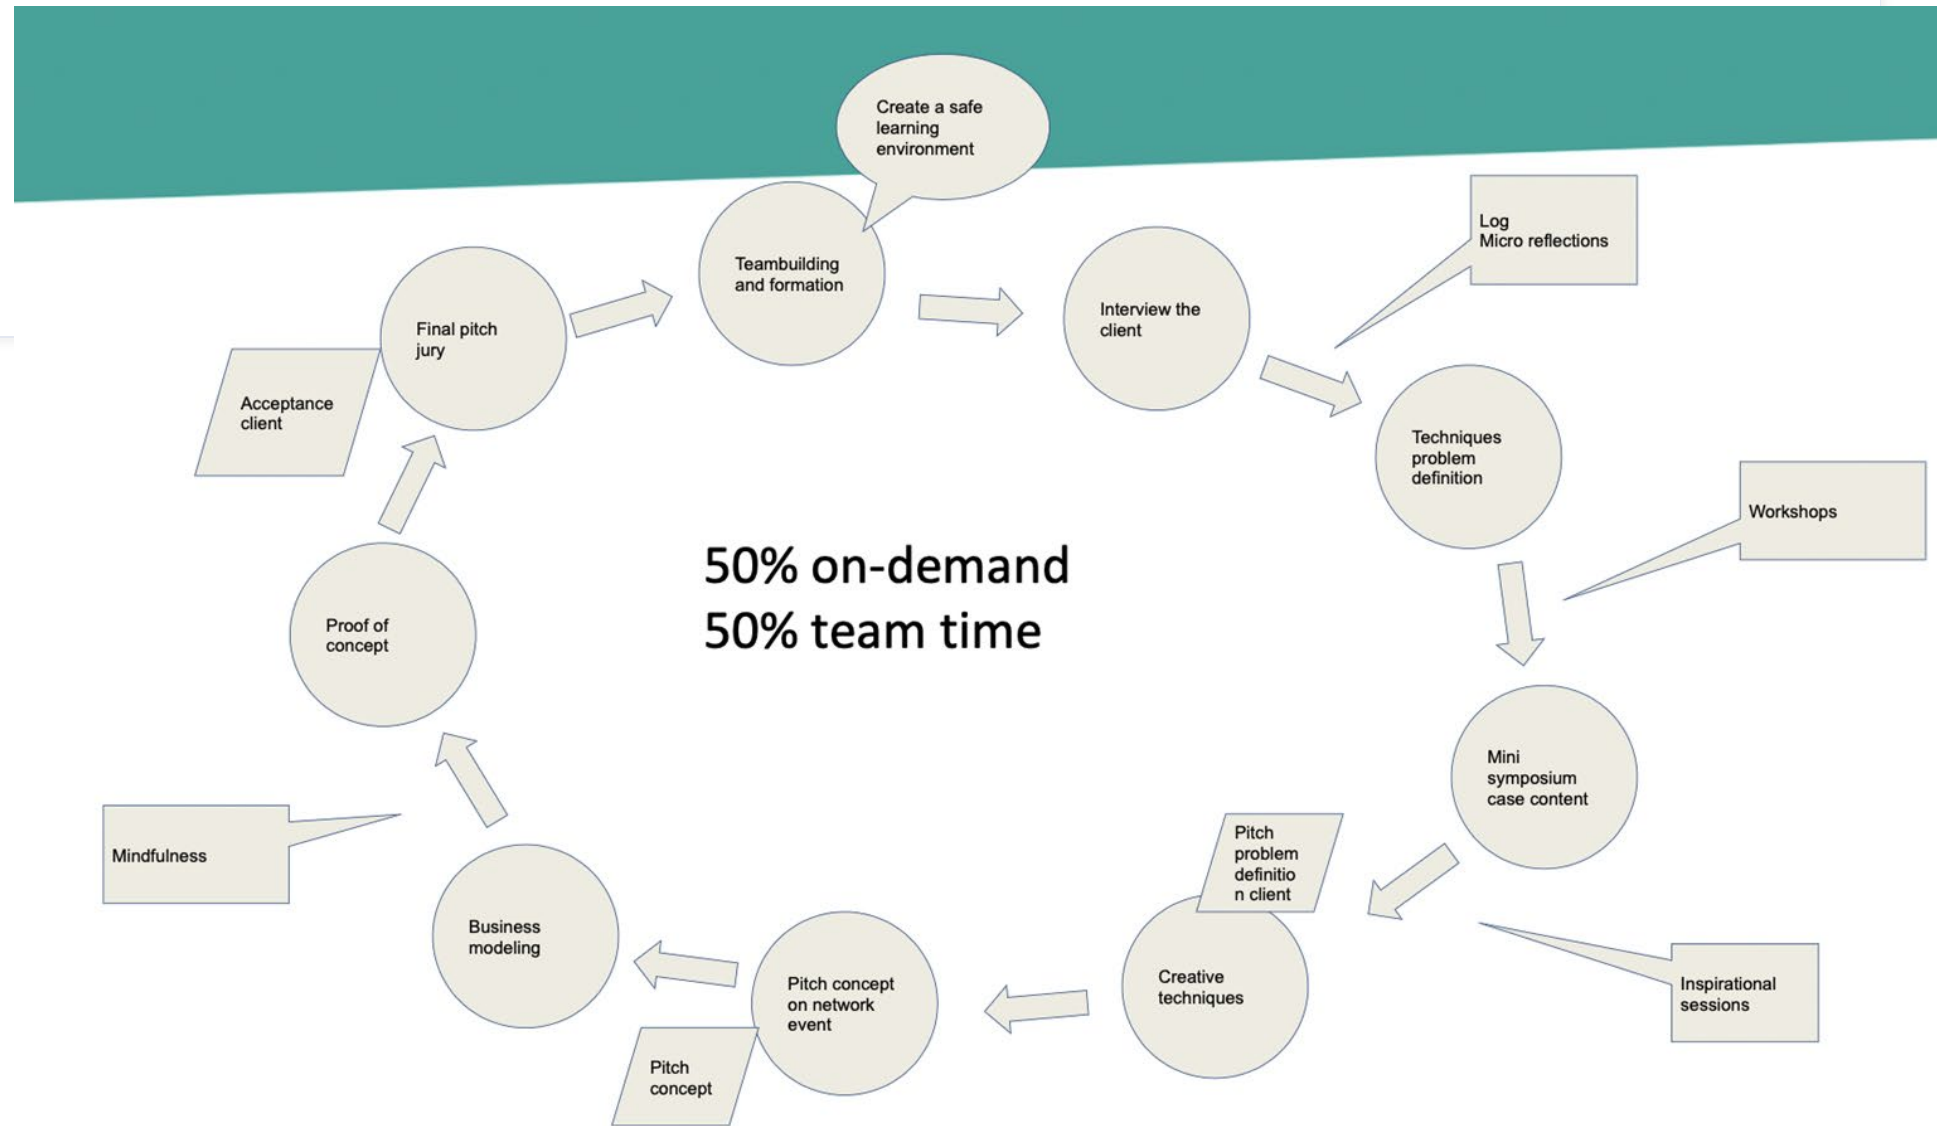 Create a safe
learning
environment
Teambuilding
and formation
Interview the
client
Log
Micro reflections
Techniques
problem
definition
Workshops
Mini
symposium
case content
Inspirational
sessions
Pitch
problem
definitio
n client
Creative
techniques
Pitch concept
on network
event
Pitch
concept
Business
modeling
Mindfulness
Proof of
concept
Acceptance
client
Final pitch
jury
50% on-demand
50% team time